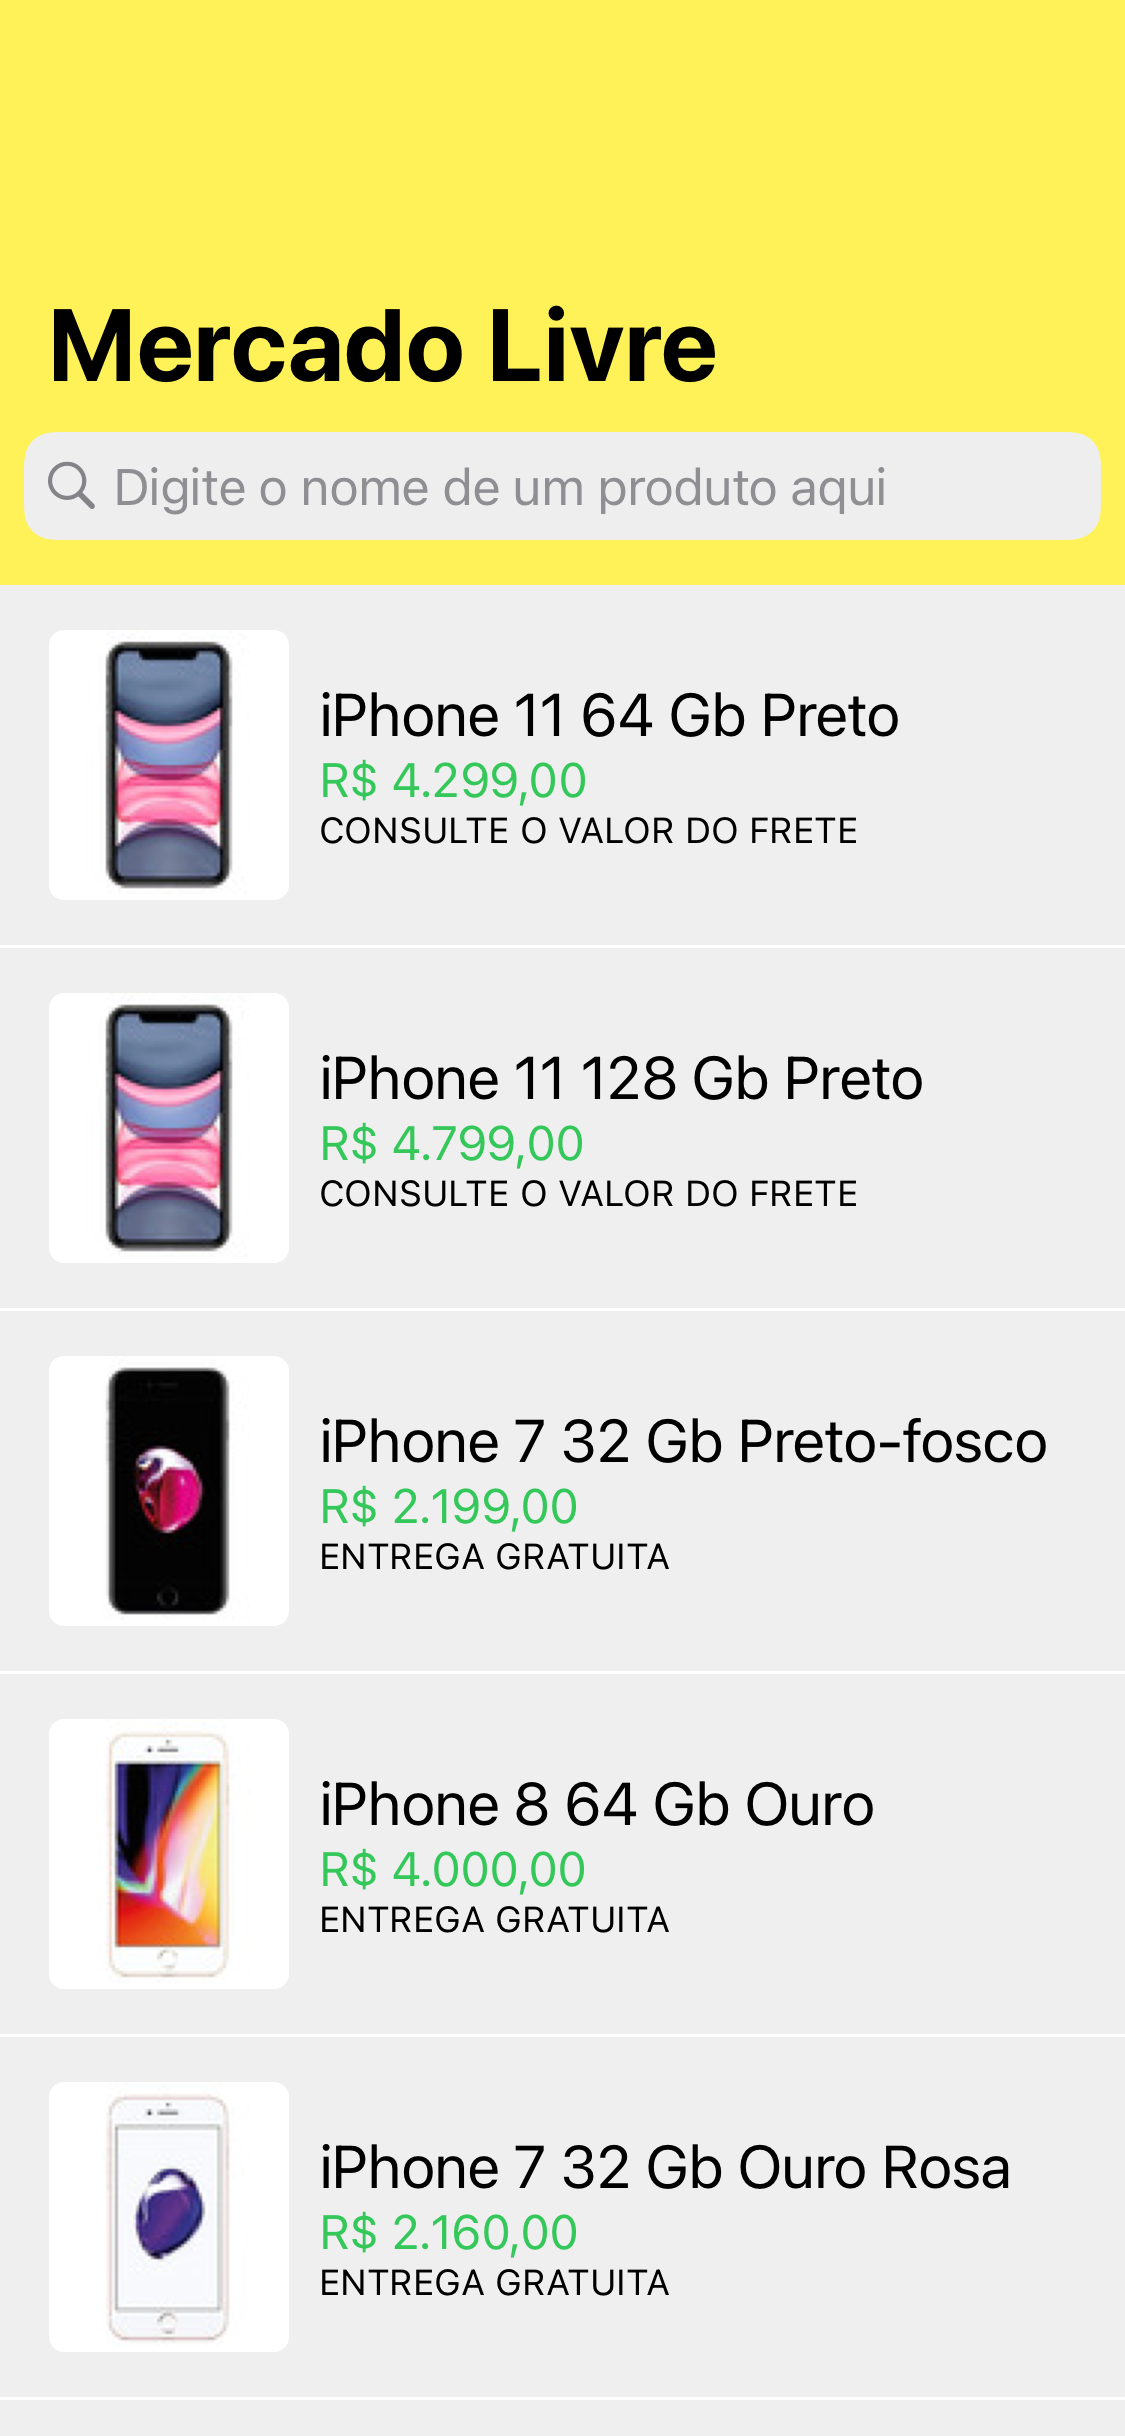 Mercado Livre
Digite o nome de um produto aqui
iPhone 11 64 Gb Preto
R$ 4.299,00
CONSULTE O VALOR DO FRETE
iPhone 11 128 Gb Preto
R$ 4.799,00
CONSULTE O VALOR DO FRETE
iPhone 7 32 Gb Preto-fosco
R$ 2.199,00
ENTREGA GRATUITA
iPhone 8 64 Gb Ouro
R$ 4.000,00
ENTREGA GRATUITA
iPhone 7 32 Gb Ouro Rosa
R$ 2.160,00
ENTREGA GRATUITA